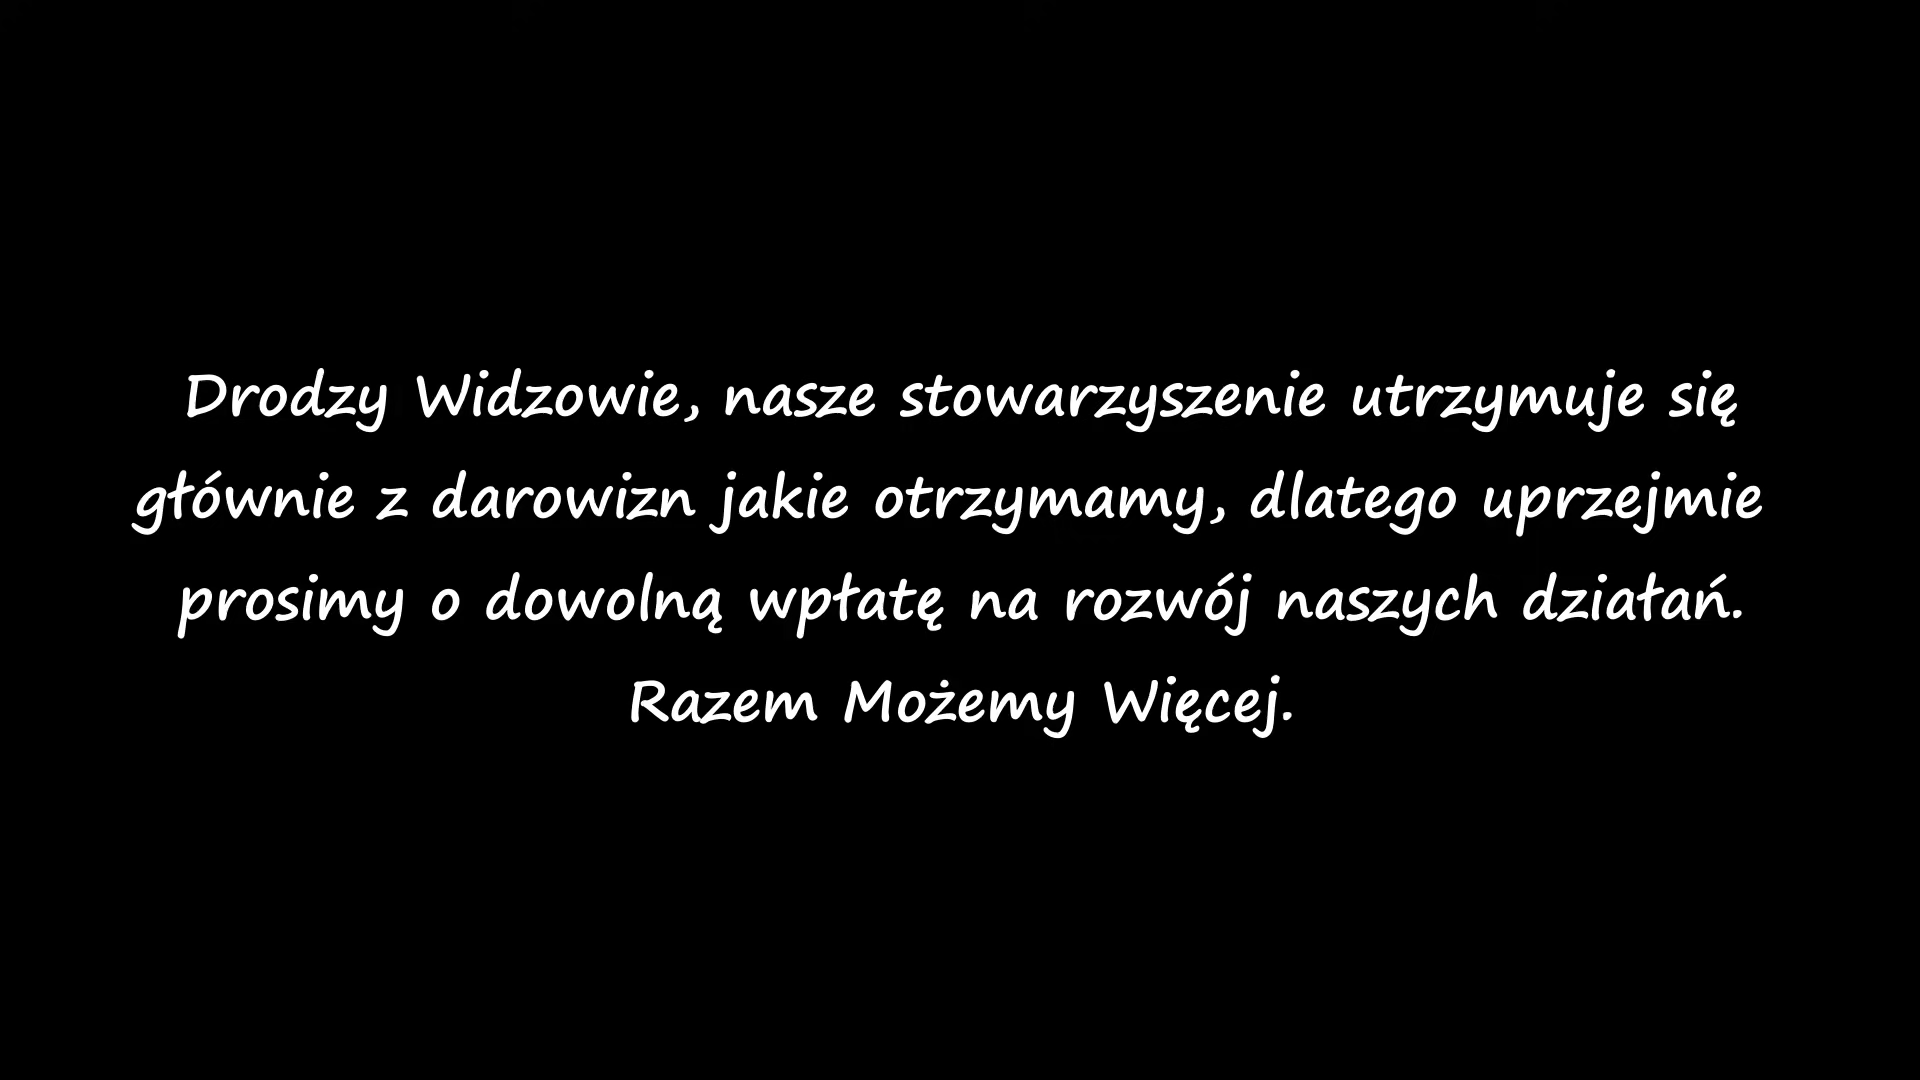 Drodzy Widzowie, nasze stowarzyszenie utrzymuje się
głównie z darowizn jakie otrzymamy, dlatego uprzejmie
prosimy o dowolną wpłatę na rozwój naszych działań.
Razem Możemy Więcej.